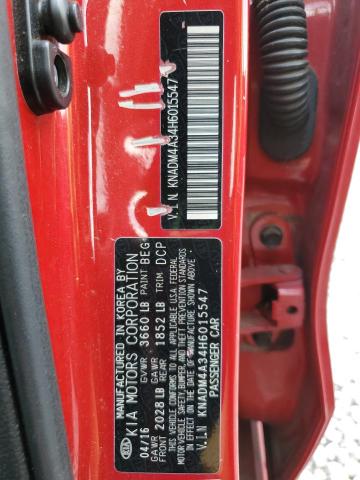 V.I.N KNADM4A34H6015547
MANUFACTURED IN KOREA BY
KIA MOTORS CORPORATION
04/16 GVWR 3660 LB PAINT BEG
GAWR FRONT 2028 LB GAWR REAR 1852 LB TRIM DCP
THIS VEHICLE CONFORMS TO ALL APPLICABLE U.S.A. FEDERAL
MOTOR VEHICLE SAFETY, BUMPER, AND THEFT PREVENTION STANDARDS
IN EFFECT ON THE DATE OF MANUFACTURE SHOWN ABOVE.
V.I.N KNADM4A34H6015547
PASSENGER CAR
KIA